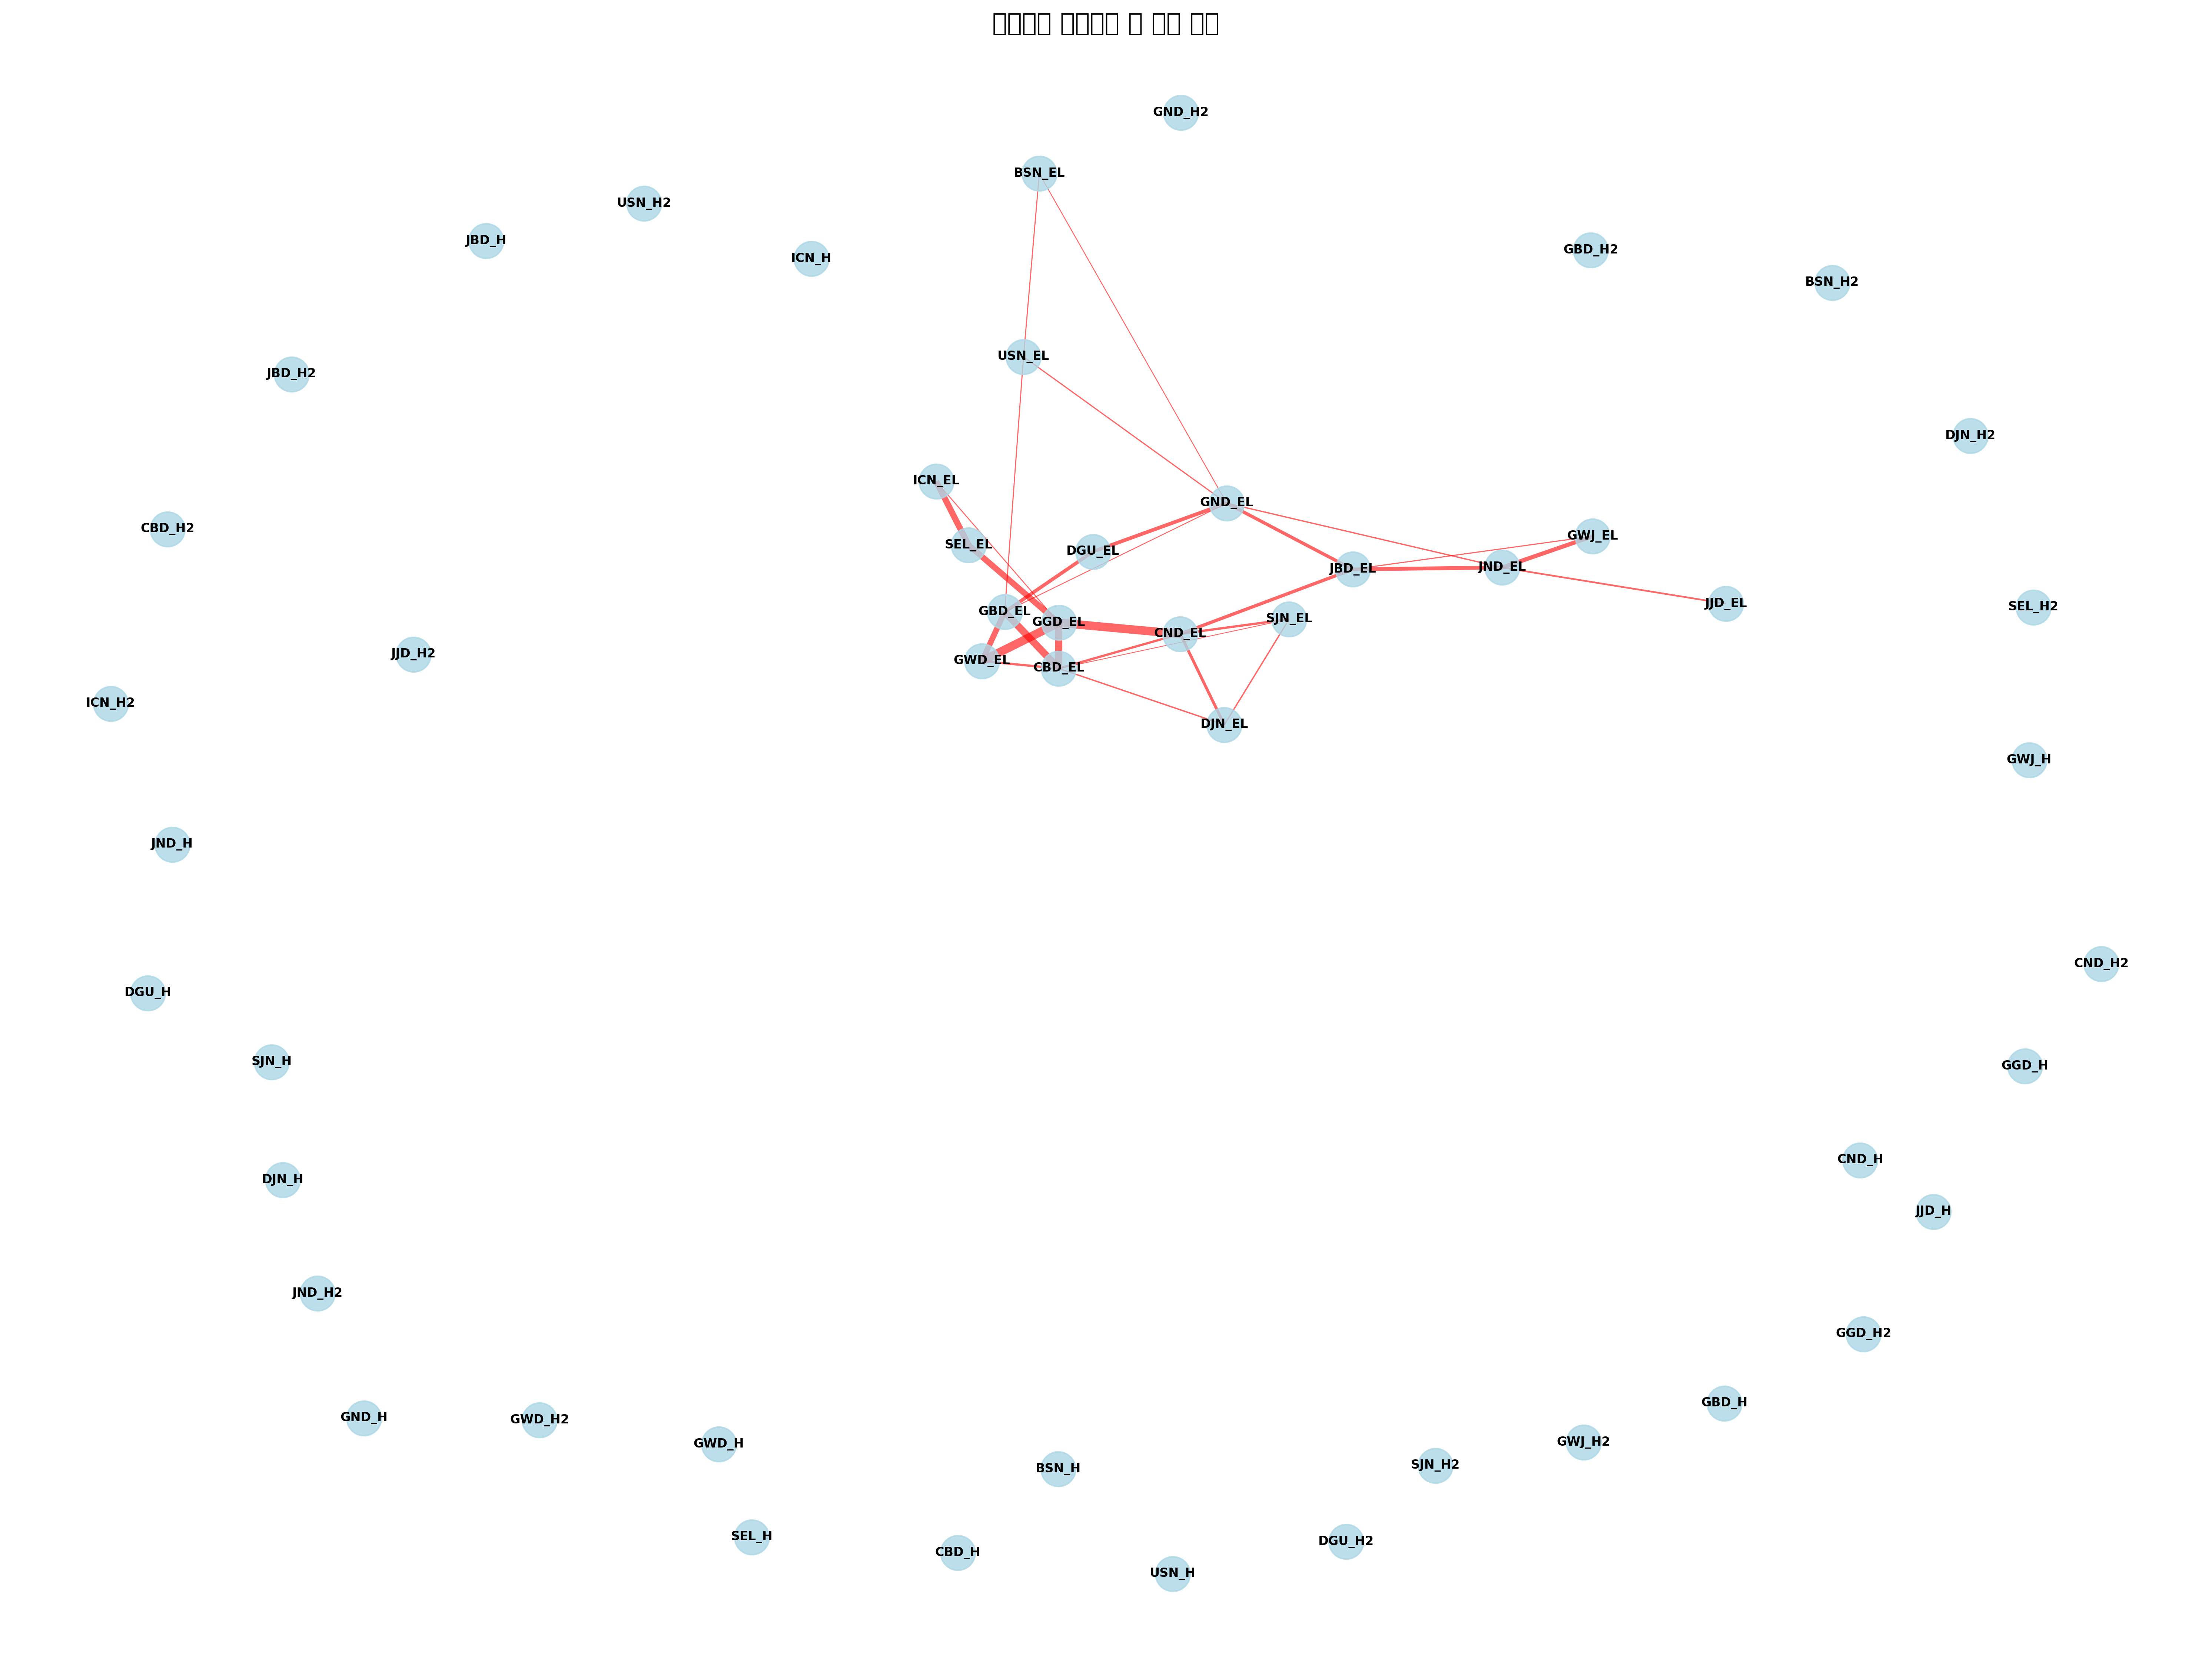 GND_H2
BSN_EL
USN_H2
JBD_H
GBD_H2
ICN_H
BSN_H2
USN_EL
JBD_H2
DJN_H2
ICN_EL
GND_EL
CBD_H2
GWJ_EL
SEL_EL
DGU_EL
JND_EL
JBD_EL
JJD_EL
SEL_H2
GBD_EL
SJN_EL
GGD_EL
CND_EL
JJD_H2
GWD_EL
CBD_EL
ICN_H2
DJN_EL
GWJ_H
JND_H
CND_H2
DGU_H
SJN_H
GGD_H
CND_H
DJN_H
JJD_H
JND_H2
GGD_H2
GBD_H
GND_H
GWD_H2
GWJ_H2
GWD_H
SJN_H2
BSN_H
SEL_H
DGU_H2
CBD_H
USN_H